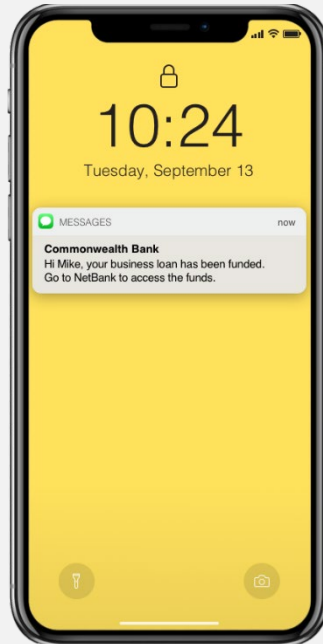 10:24
Tuesday, September 13
MESSAGES now
Commonwealth Bank
Hi Mike, your business loan has been funded.
Go to NetBank to access the funds.